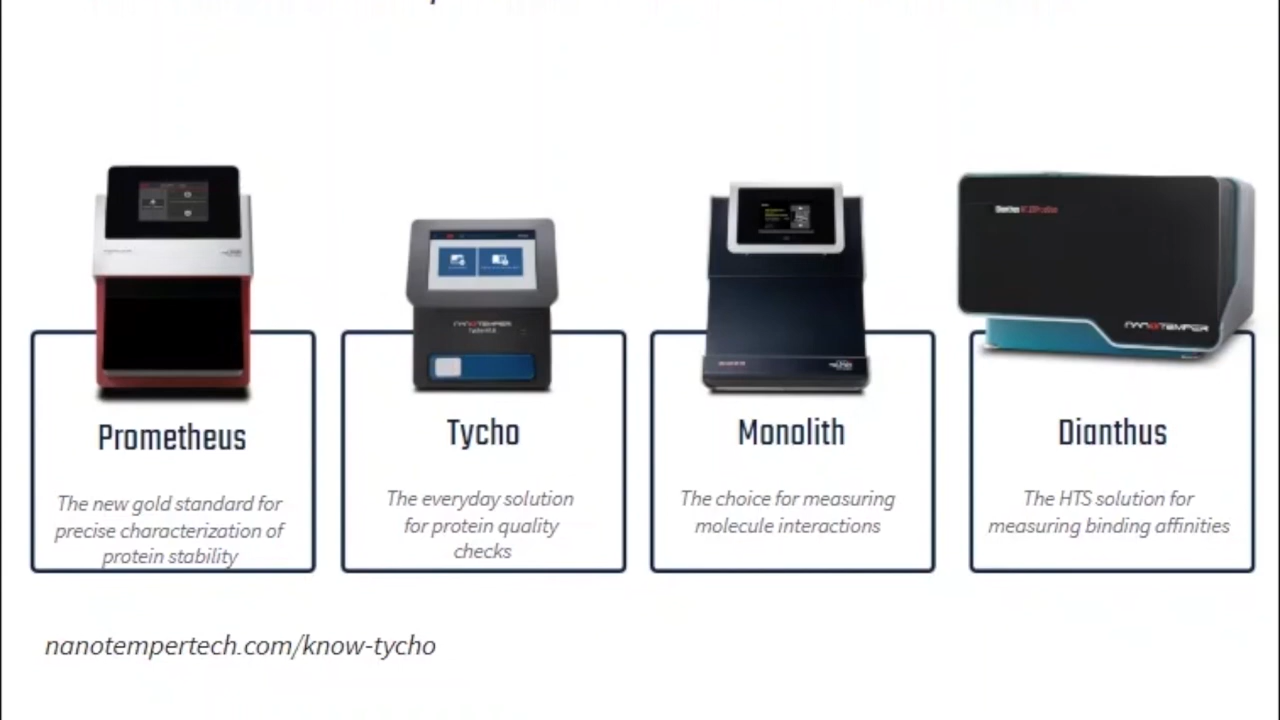 NANOTEMPER
NANOTEMPER
Prometheus
Tycho
Monolith
Dianthus
The new gold standard for
precise characterization of
protein stability
The everyday solution
for protein quality
checks
The choice for measuring
molecule interactions
The HTS solution for
measuring binding affinities
nanotempertech.com/know-tycho